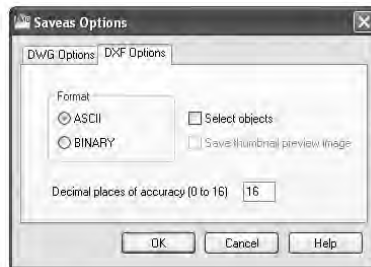 Saveas Options
DWG Options DXF Options
Format
ASCII
BINARY
Select objects
Save thumbnail preview image
Decimal places of accuracy (0 to 16) 16
OK Cancel Help